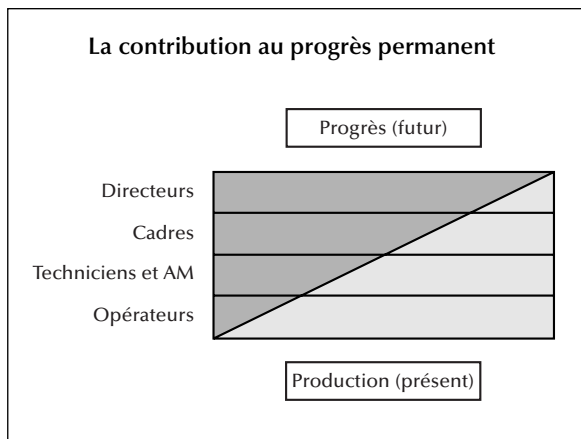 La contribution au progrès permanent
Progrès (futur)
Directeurs
Cadres
Techniciens et AM
Opérateurs
Production (présent)